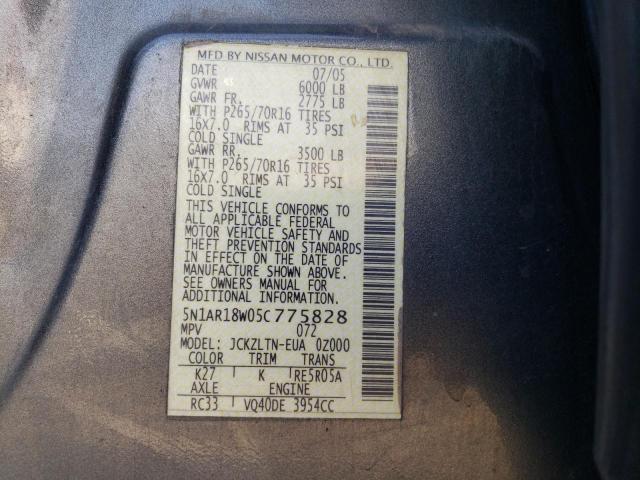 MFD BY NISSAN MOTOR CO., LTD.
DATE 07/05
GVWR 6000 LB
GAWR FR. 2775 LB
WITH P265/70R16 TIRES
16X7.0 RIMS AT 35 PSI
COLD SINGLE
GAWR RR. 3500 LB
WITH P265/70R16 TIRES
16X7.0 RIMS AT 35 PSI
COLD SINGLE
THIS VEHICLE CONFORMS TO
ALL APPLICABLE FEDERAL
MOTOR VEHICLE SAFETY AND
THEFT PREVENTION STANDARDS
IN EFFECT ON THE DATE OF
MANUFACTURE SHOWN ABOVE.
SEE OWNERS MANUAL FOR
ADDITIONAL INFORMATION
5N1AR18W05C775828
MPV 072
MODEL: JCKZLTN-EUA 0Z000
COLOR TRIM TRANS
K27 K RE5R05A
AXLE ENGINE
RC33 VQ40DE 3954CC